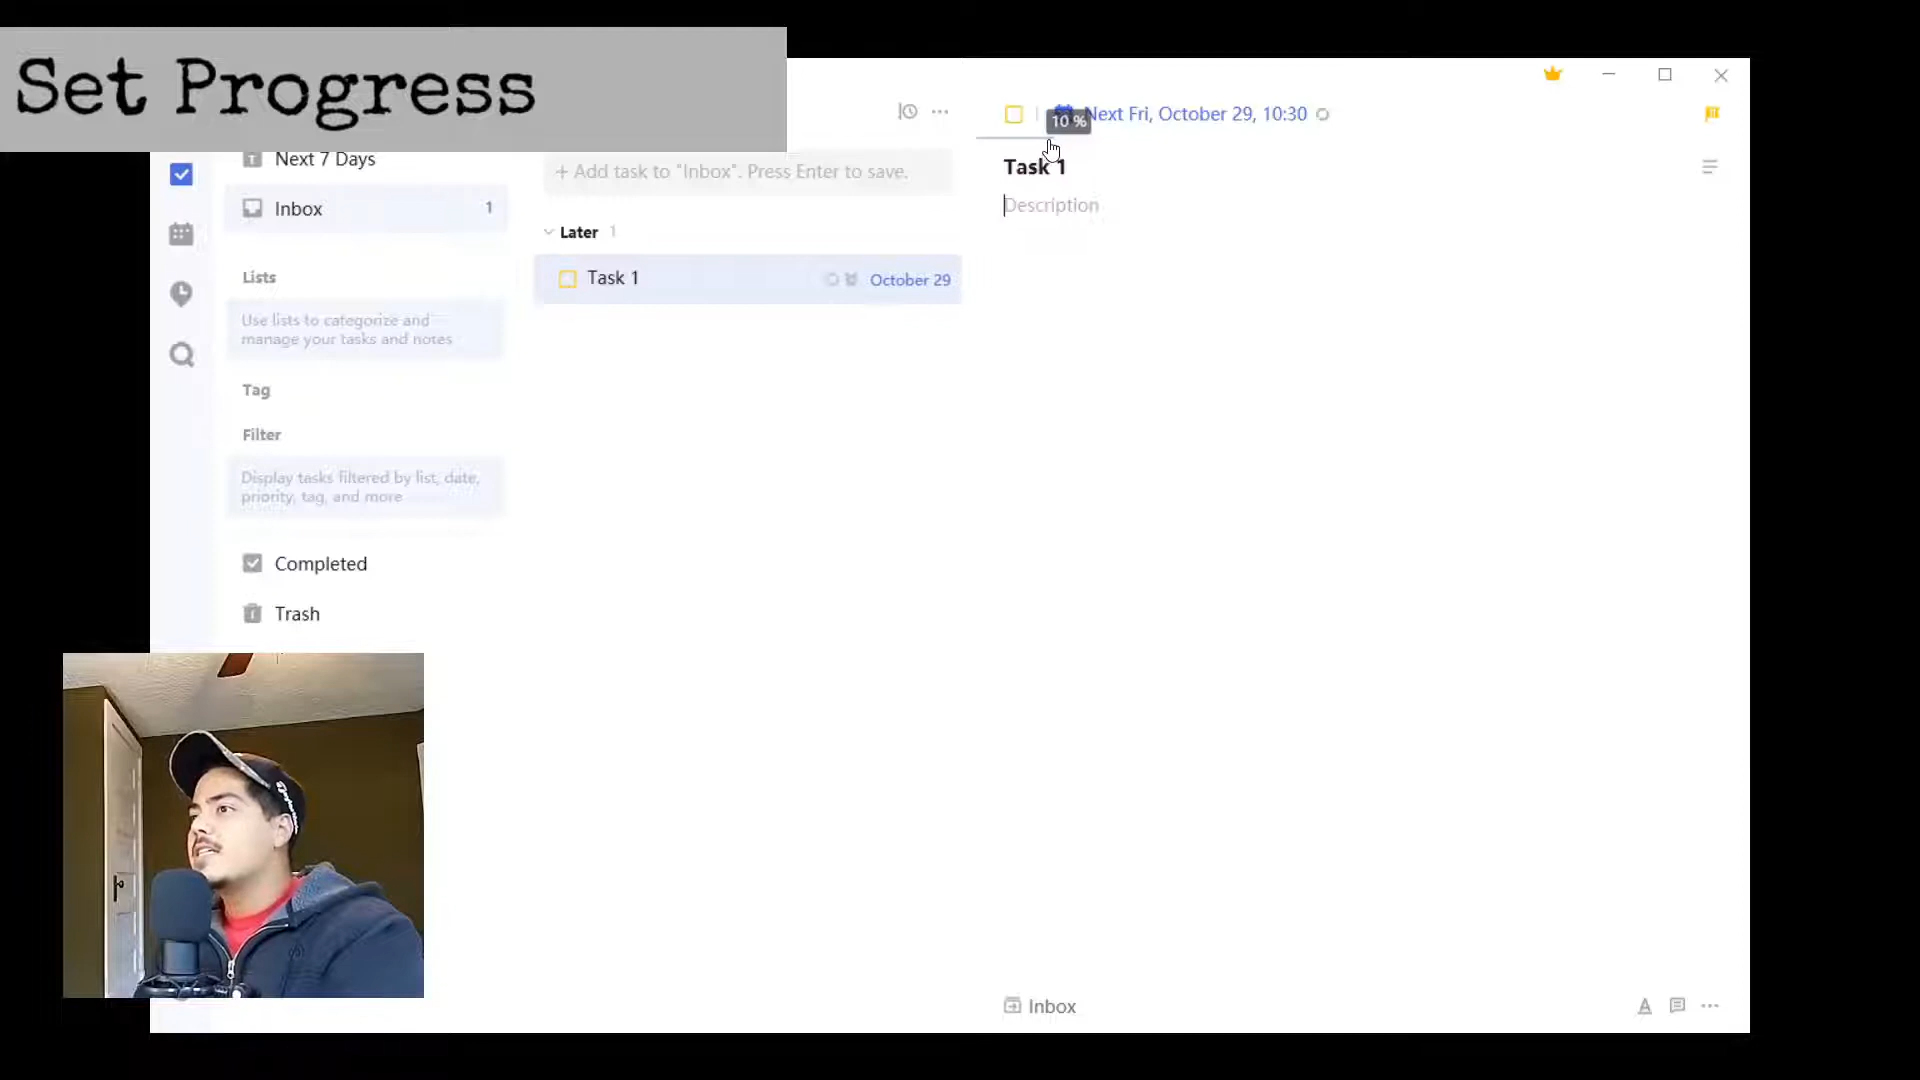 Set Progress
Next 7 Days
Inbox 1
Lists
Use lists to categorize and
manage your tasks and notes
Tag
Filter
Display tasks filtered by list, date,
priority, tag, and more
Completed
Trash
+ Add task to "Inbox". Press Enter to save.
Later 1
Task 1 October 29
Next Fri, October 29, 10:30
10 %
Task 1
Description
Inbox